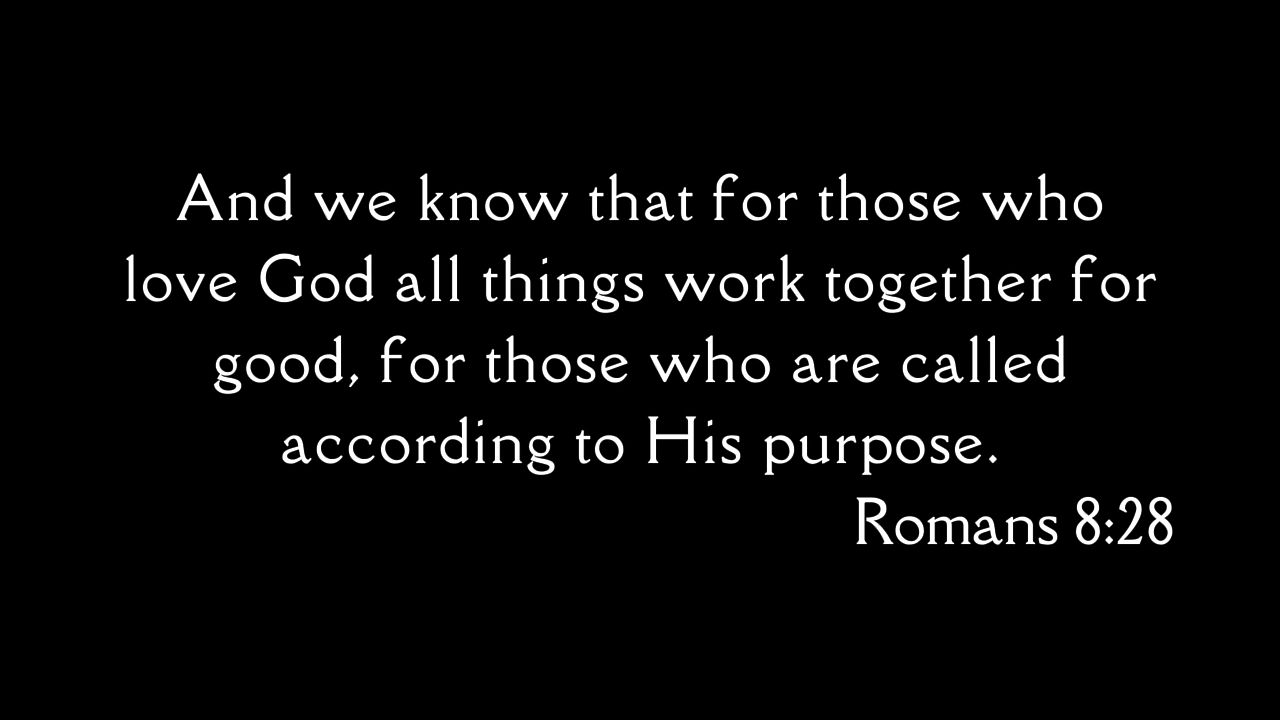 And we know that for those who
love God all things work together for
good, for those who are called
according to His purpose.
Romans 8:28